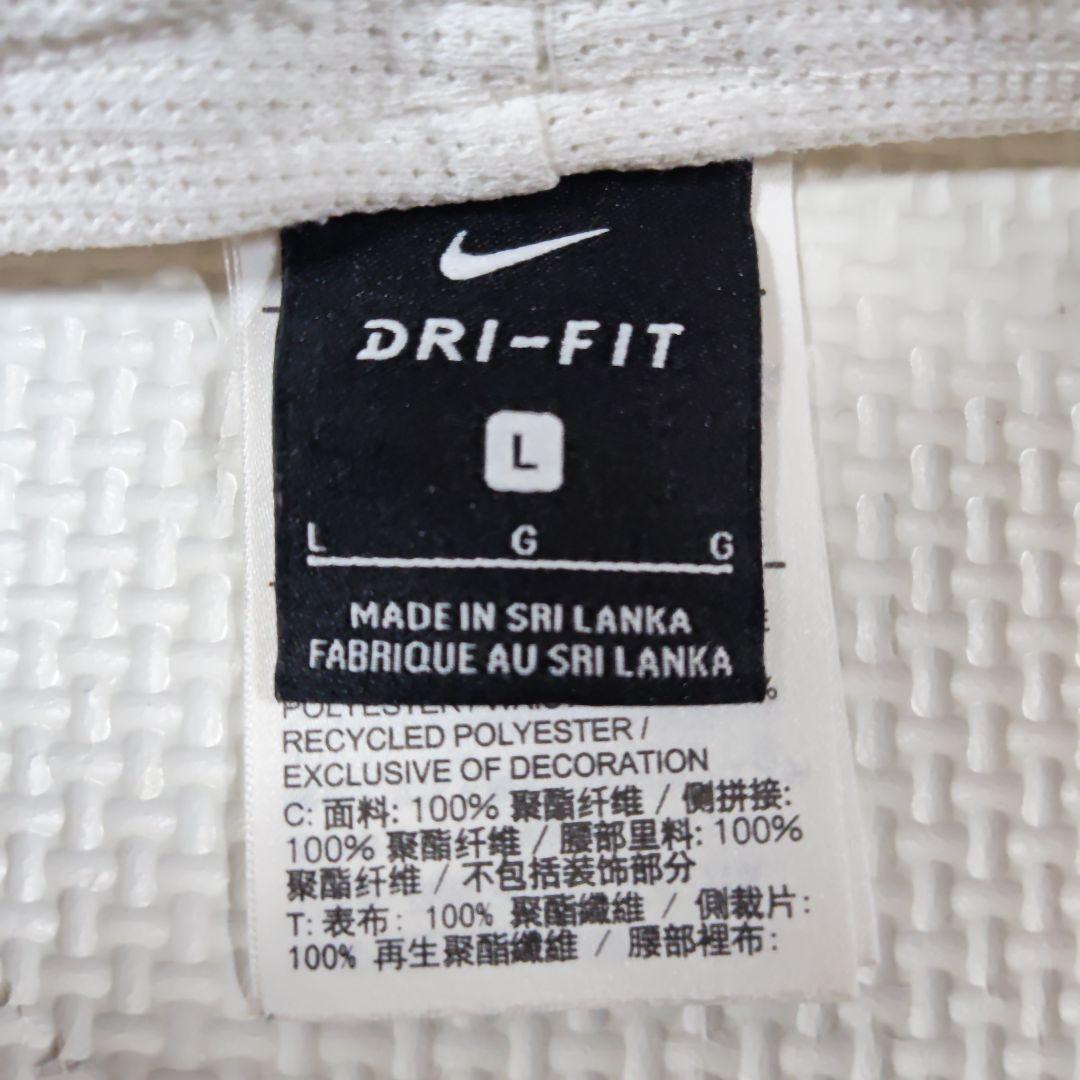 DRI-FIT
L
L G G
MADE IN SRI LANKA
FABRIQUE AU SRI LANKA
RECYCLED POLYESTER /
EXCLUSIVE OF DECORATION
C: 面料: 100% 聚酯纤维 / 侧拼接:
100% 聚酯纤维 / 腰部里料: 100%
聚酯纤维 / 不包括装饰部分
T: 表布: 100% 聚酯纖維 / 側裁片:
100% 再生聚酯纖維 / 腰部裡布: